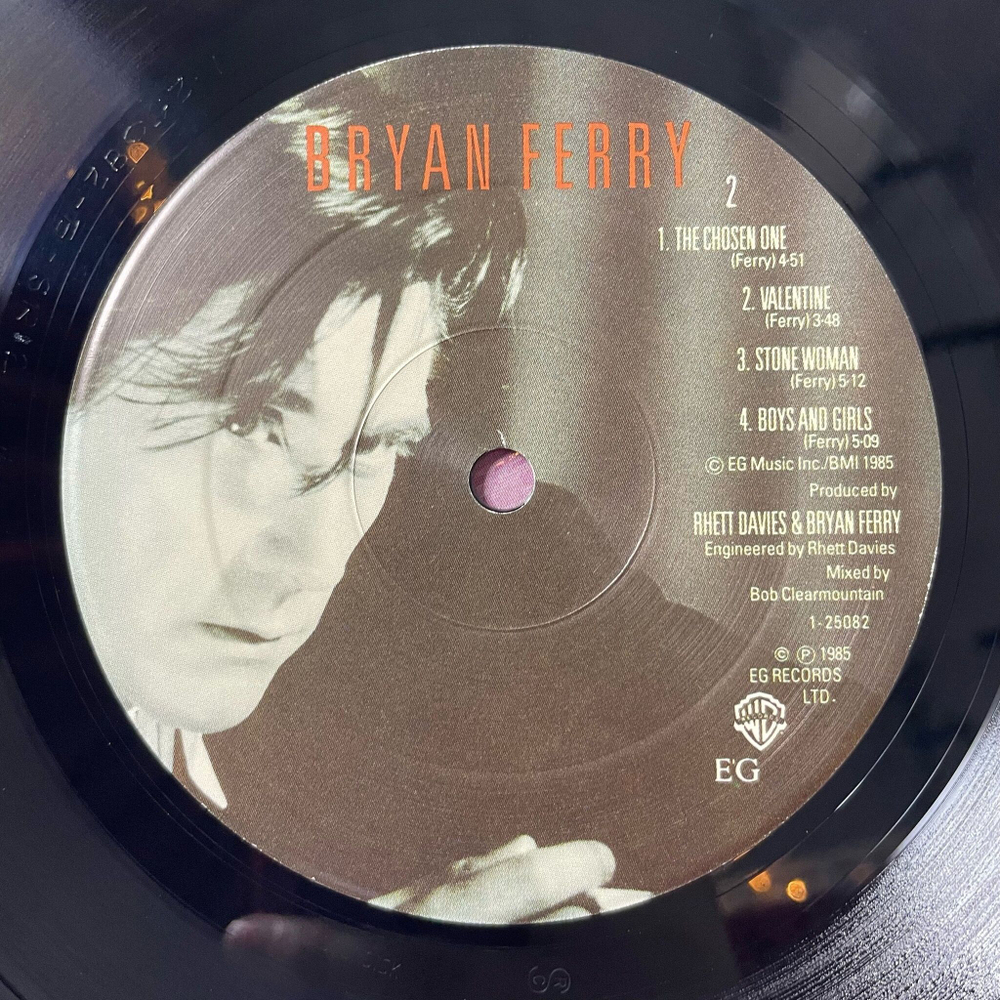 BRYAN FERRY
2
1. THE CHOSEN ONE
(Ferry) 4·51
2. VALENTINE
(Ferry) 3·48
3. STONE WOMAN
(Ferry) 5·12
4. BOYS AND GIRLS
(Ferry) 5·09
© EG Music Inc./BMI 1985
Produced by
RHETT DAVIES & BRYAN FERRY
Engineered by Rhett Davies
Mixed by
Bob Clearmountain
1-25082
© ℗ 1985
EG RECORDS
LTD.
E'G